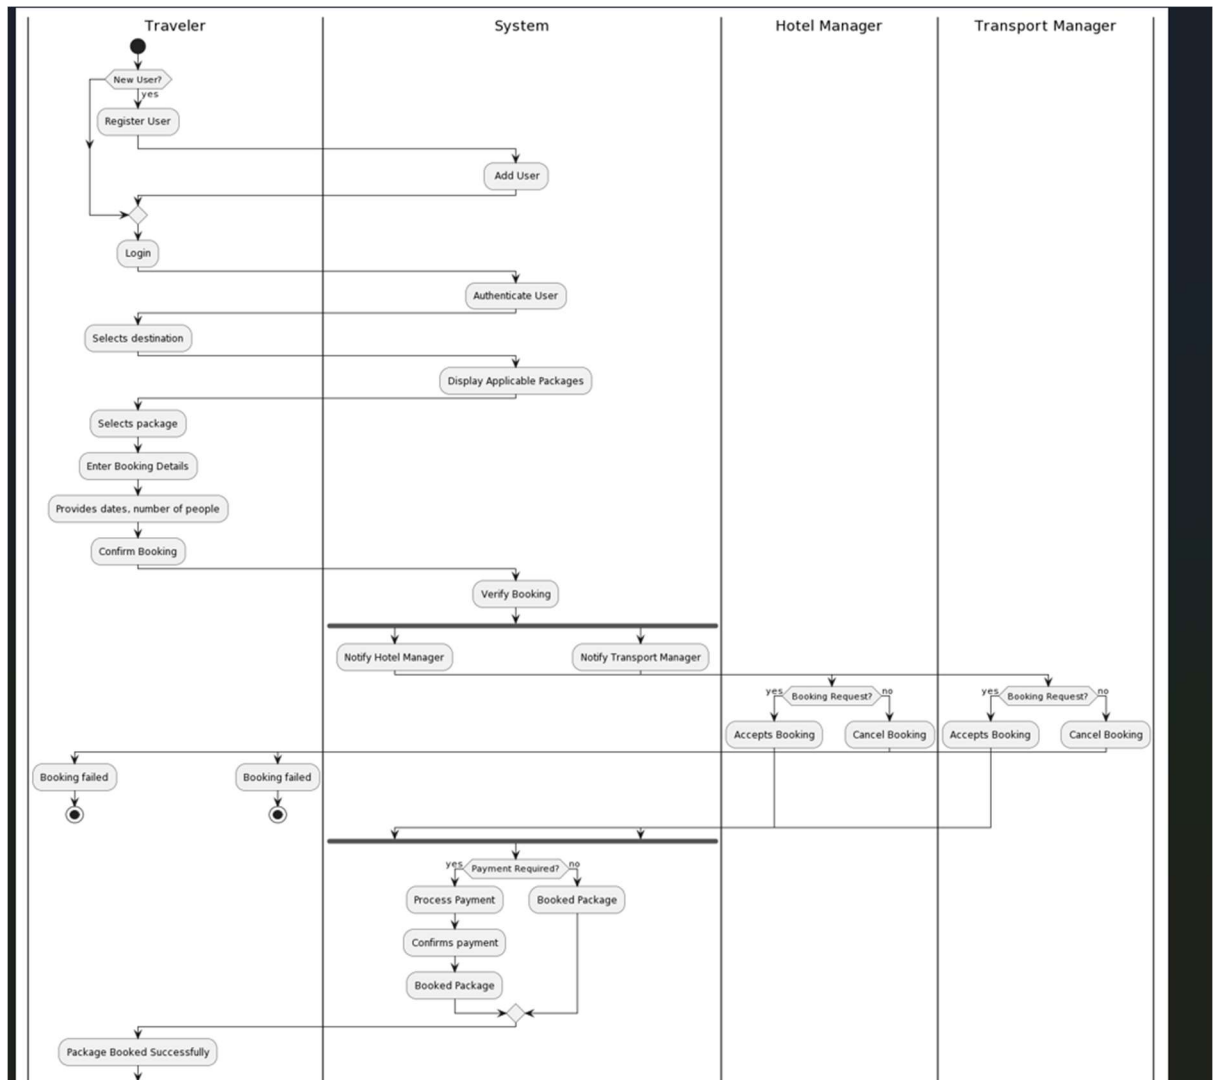 Traveler System Hotel Manager Transport Manager
New User?
yes
Register User
Add User
Login
Authenticate User
Selects destination
Display Applicable Packages
Selects package
Enter Booking Details
Provides dates, number of people
Confirm Booking
Verify Booking
Notify Hotel Manager Notify Transport Manager
yes Booking Request? no yes Booking Request? no
Accepts Booking Cancel Booking Accepts Booking Cancel Booking
Booking failed Booking failed
yes Payment Required? no
Process Payment Booked Package
Confirms payment
Booked Package
Package Booked Successfully